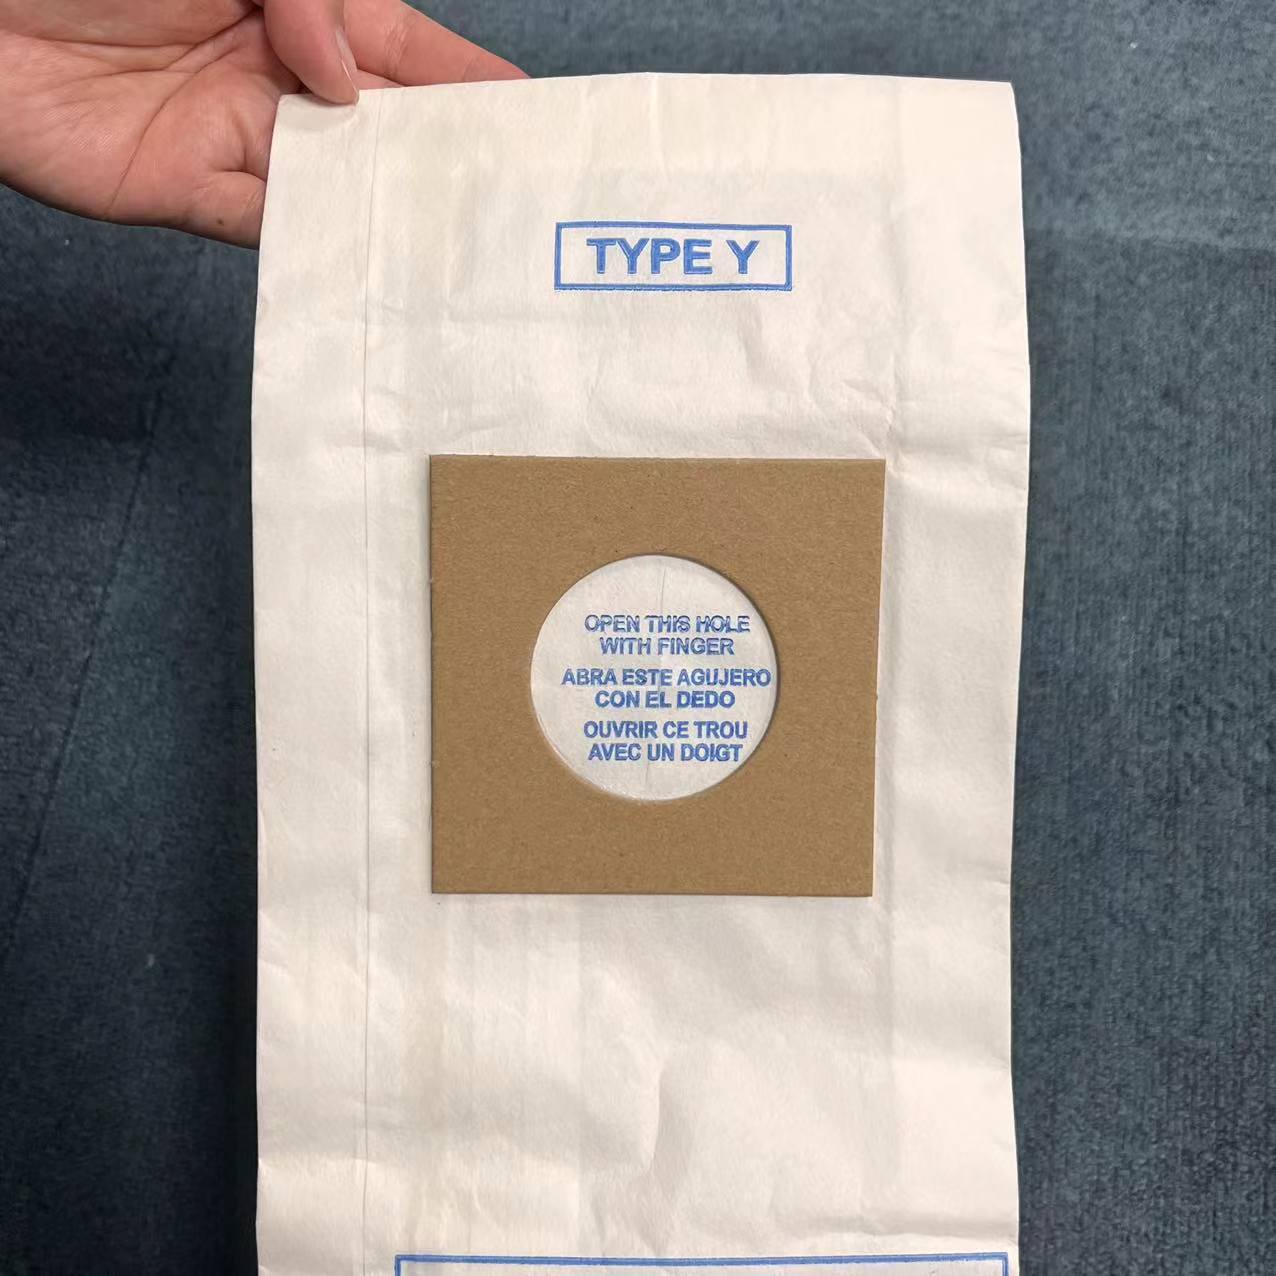 TYPE Y
OPEN THIS HOLE
WITH FINGER
ABRA ESTE AGUJERO
CON EL DEDO
OUVRIR CE TROU
AVEC UN DOIGT